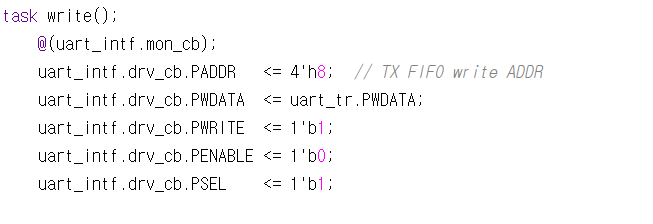 task write();
    @(uart_intf.mon_cb);
    uart_intf.drv_cb.PADDR   <= 4'h8;  // TX FIFO write ADDR
    uart_intf.drv_cb.PWDATA  <= uart_tr.PWDATA;
    uart_intf.drv_cb.PWRITE  <= 1'b1;
    uart_intf.drv_cb.PENABLE <= 1'b0;
    uart_intf.drv_cb.PSEL    <= 1'b1;